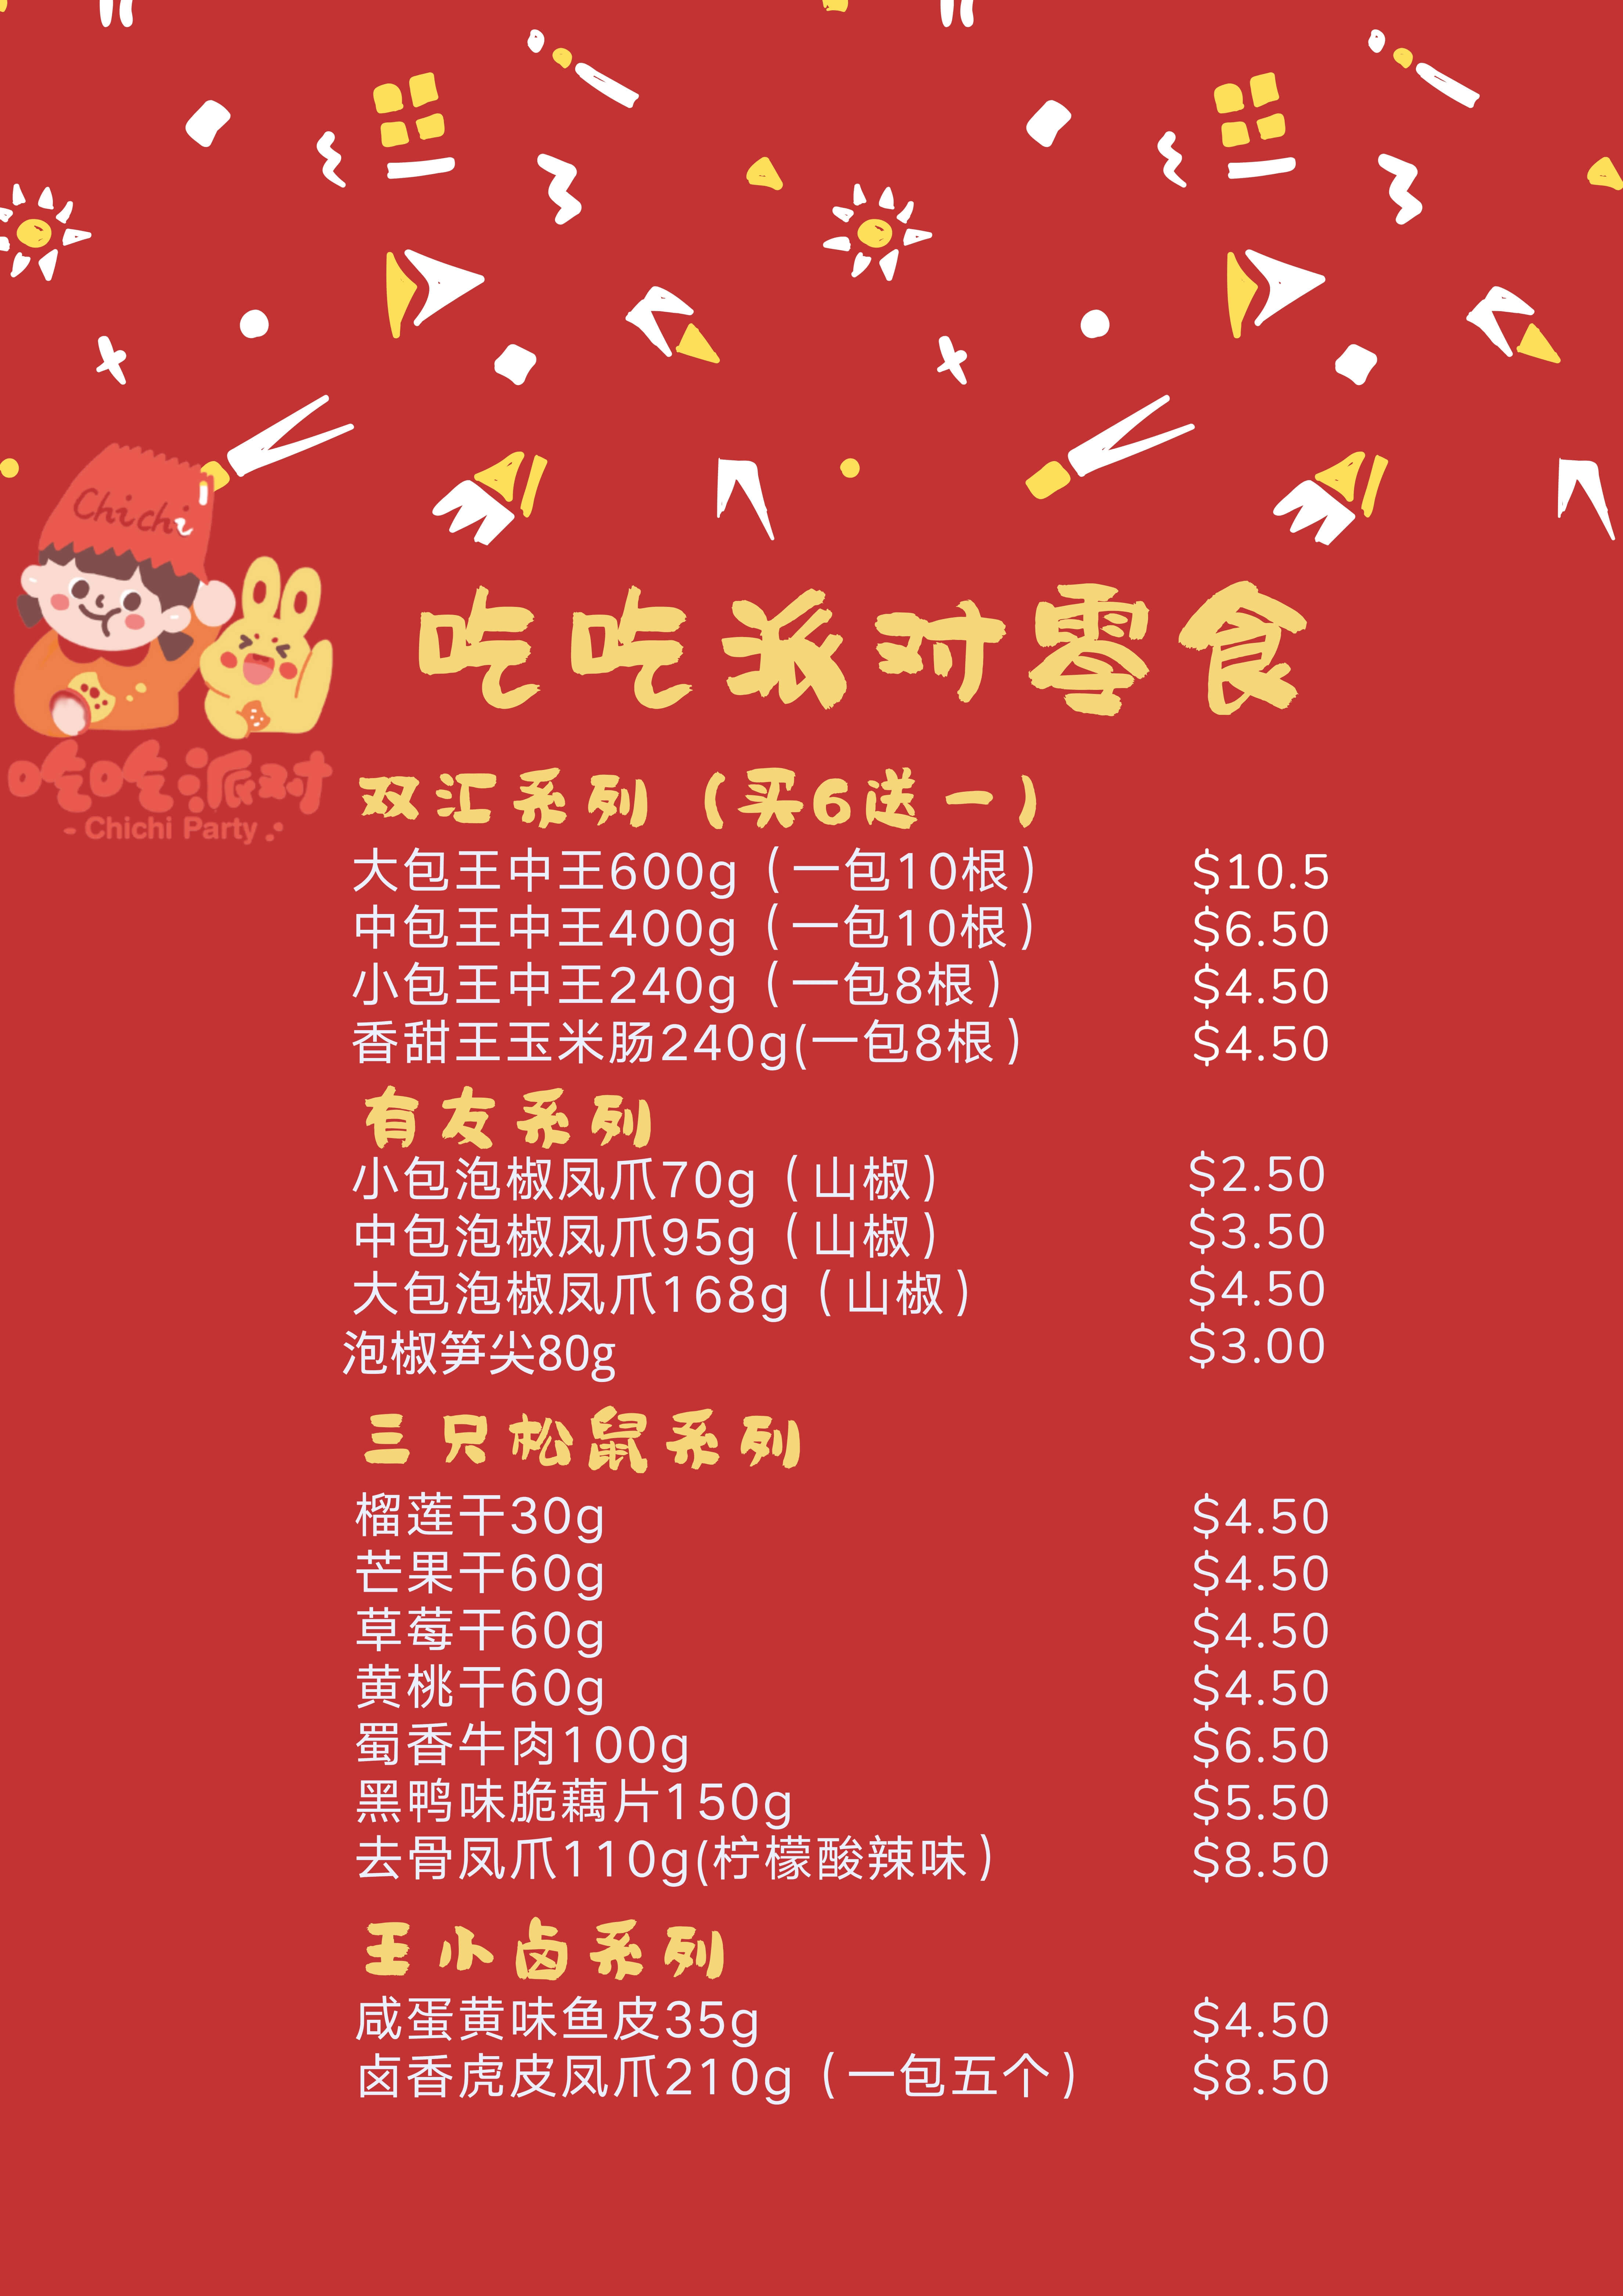 Chichi
吃吃派对
Chichi Party
吃吃派对零食
双汇系列（买6送一）
大包王中王600g（一包10根） $10.5
中包王中王400g（一包10根） $6.50
小包王中王240g（一包8根） $4.50
香甜王玉米肠240g(一包8根） $4.50
有友系列
小包泡椒凤爪70g（山椒） $2.50
中包泡椒凤爪95g（山椒） $3.50
大包泡椒凤爪168g（山椒） $4.50
泡椒笋尖80g $3.00
三只松鼠系列
榴莲干30g $4.50
芒果干60g $4.50
草莓干60g $4.50
黄桃干60g $4.50
蜀香牛肉100g $6.50
黑鸭味脆藕片150g $5.50
去骨凤爪110g(柠檬酸辣味） $8.50
王小卤系列
咸蛋黄味鱼皮35g $4.50
卤香虎皮凤爪210g（一包五个） $8.50